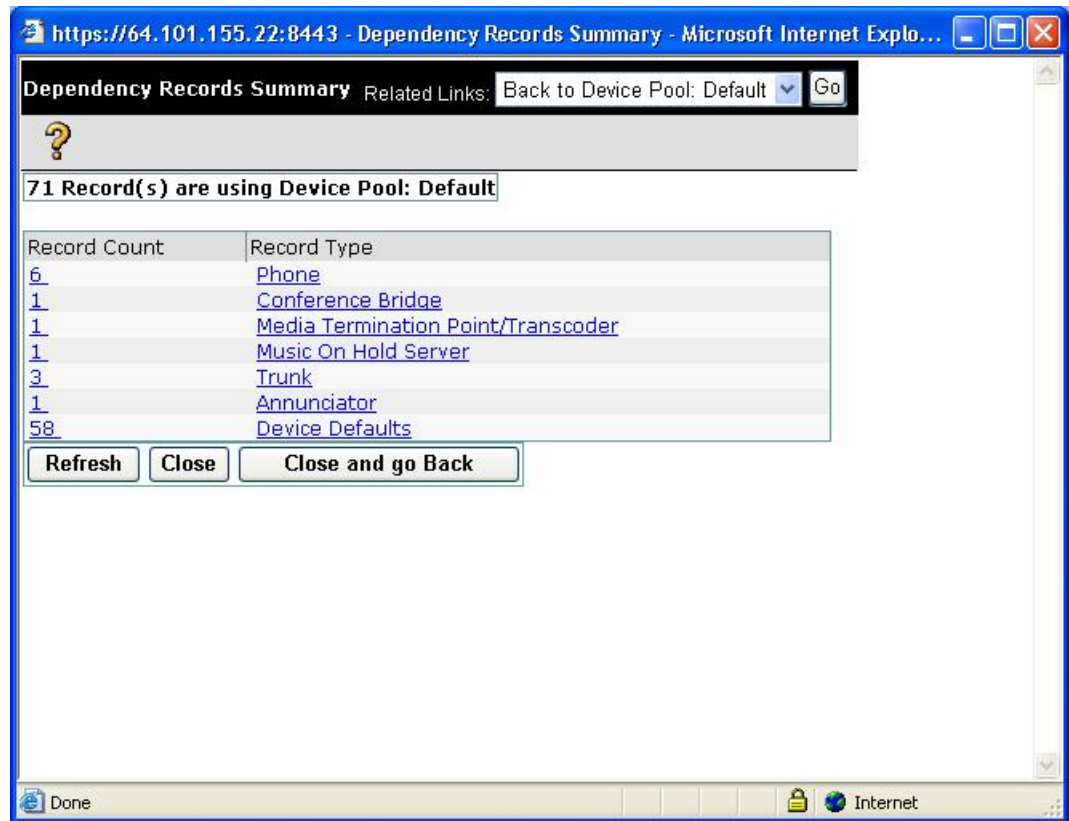 https://64.101.155.22:8443 - Dependency Records Summary - Microsoft Internet Explo...
Dependency Records Summary Related Links: Back to Device Pool: Default Go
71 Record(s) are using Device Pool: Default
Record Count Record Type
6 Phone
1 Conference Bridge
1 Media Termination Point/Transcoder
1 Music On Hold Server
3 Trunk
1 Annunciator
58 Device Defaults
Refresh Close Close and go Back
Done Internet